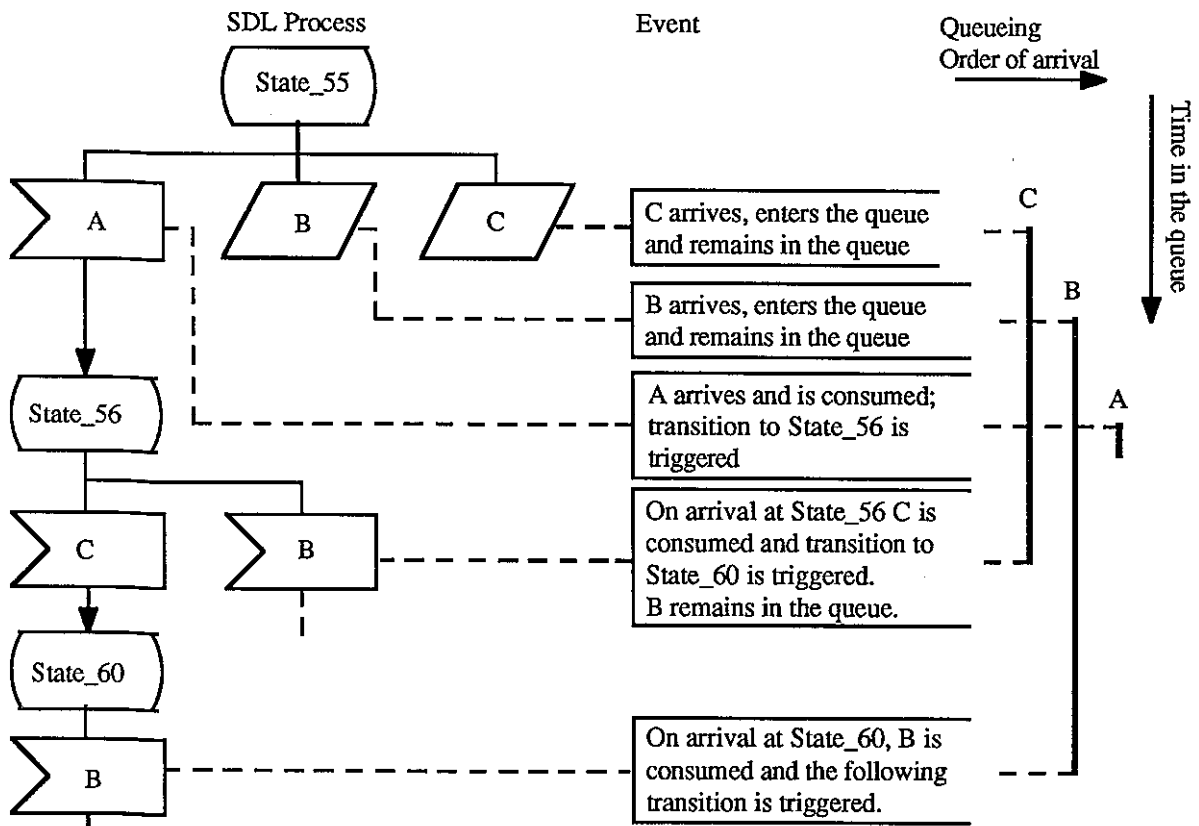 SDL Process
Event
Queueing
Order of arrival
Time in the queue
State_55
A
B
C
C arrives, enters the queue
and remains in the queue
C
B arrives, enters the queue
and remains in the queue
B
State_56
A arrives and is consumed;
transition to State_56 is
triggered
A
C
B
On arrival at State_56 C is
consumed and transition to
State_60 is triggered.
B remains in the queue.
State_60
B
On arrival at State_60, B is
consumed and the following
transition is triggered.